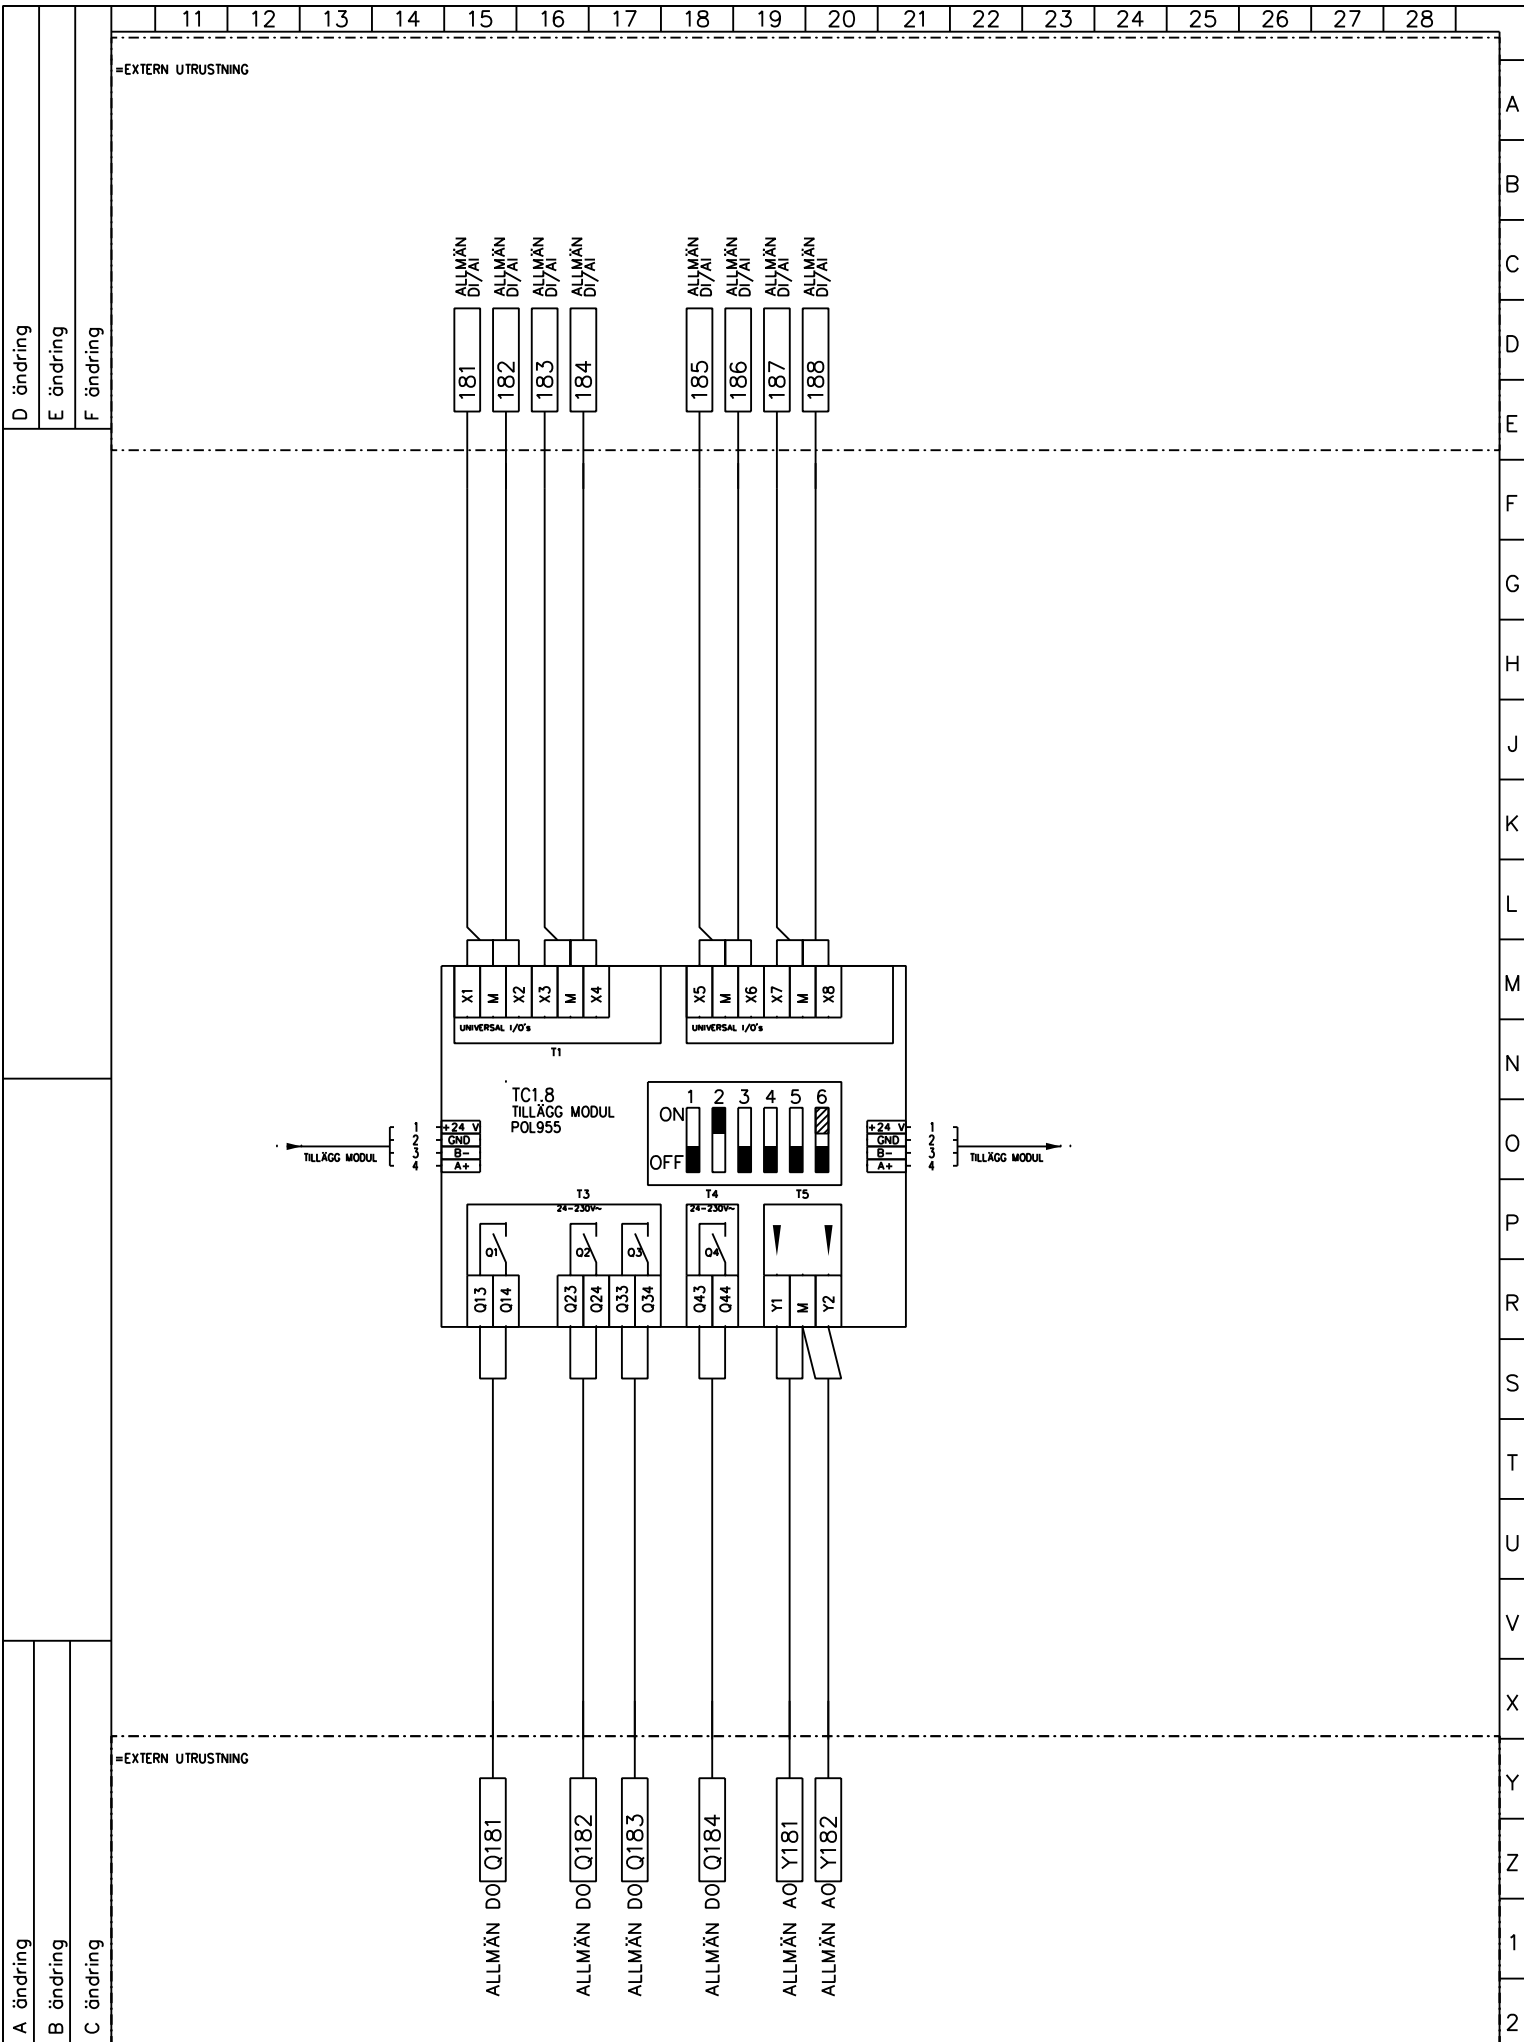 11 12 13 14 15 16 17 18 19 20 21 22 23 24 25 26 27 28
=EXTERN UTRUSTNING
A
B
C
D
E
F
G
H
J
K
L
M
N
O
P
R
S
T
U
V
X
Y
Z
1
2
D ändring
E ändring
F ändring
ALLMÄN
DI/AI
ALLMÄN
DI/AI
ALLMÄN
DI/AI
ALLMÄN
DI/AI
ALLMÄN
DI/AI
ALLMÄN
DI/AI
ALLMÄN
DI/AI
ALLMÄN
DI/AI
181 182 183 184 185 186 187 188
X1 M X2 X3 M X4 X5 M X6 X7 M X8
UNIVERSAL I/O's
UNIVERSAL I/O's
T1
TC1.8
TILLÄGG MODUL
POL955
1 2 3 4 5 6
ON
OFF
1 +24 V
2 GND
3 B-
4 A+
TILLÄGG MODUL
+24 V 1
GND 2
B- 3
A+ 4
TILLÄGG MODUL
T3
24-230V~
T4
24-230V~
T5
Q1 Q2 Q3 Q4
Q13 Q14 Q23 Q24 Q33 Q34 Q43 Q44 Y1 M Y2
=EXTERN UTRUSTNING
ALLMÄN DO Q181
ALLMÄN DO Q182
ALLMÄN DO Q183
ALLMÄN DO Q184
ALLMÄN AO Y181
ALLMÄN AO Y182
A ändring
B ändring
C ändring